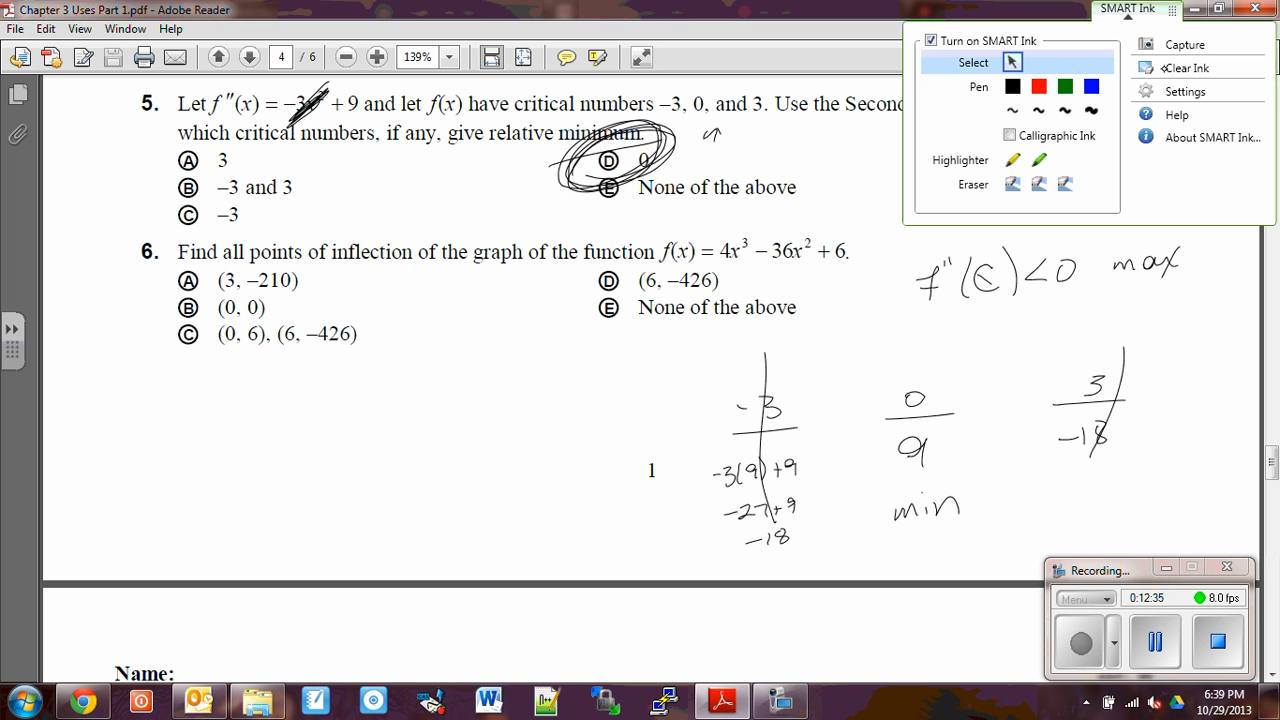 Chapter 3 Uses Part 1.pdf - Adobe Reader
File Edit View Window Help
4 / 6 139%
5. Let f″(x) = −3 + 9 and let f(x) have critical numbers −3, 0, and 3. Use the Second
which critical numbers, if any, give relative minimum.
A 3
B −3 and 3
C −3
D 0
E None of the above
6. Find all points of inflection of the graph of the function f(x) = 4x³ − 36x² + 6.
A (3, −210)
B (0, 0)
C (0, 6), (6, −426)
D (6, −426)
E None of the above
f″(c) < 0 max
-3 0 3
-3(9)+9 9 -18
-27+9 min
-18
1
Name:
SMART Ink
Turn on SMART Ink
Select
Pen
Calligraphic Ink
Highlighter
Eraser
Capture
Clear Ink
Settings
Help
About SMART Ink...
Recording...
Menu 0:12:35 8.0 fps
6:39 PM
10/29/2013